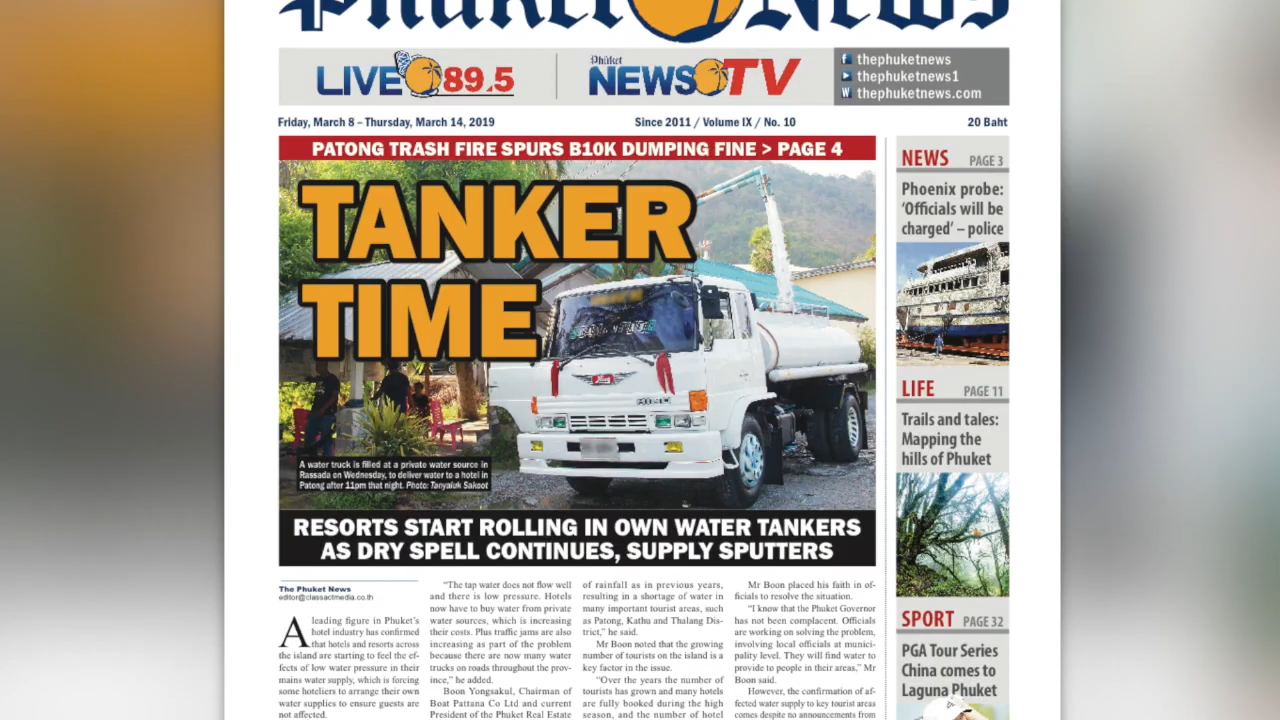 Phuket News
LIVE 89.5
Phuket
NEWS TV
thephuketnews
thephuketnews1
thephuketnews.com
Friday, March 8 – Thursday, March 14, 2019
Since 2011 / Volume IX / No. 10
20 Baht
PATONG TRASH FIRE SPURS B10K DUMPING FINE > PAGE 4
TANKER
TIME
A water truck is filled at a private water source in
Rassada on Wednesday, to deliver water to a hotel in
Patong after 11pm that night. Photo: Tanyaluk Sakoot
RESORTS START ROLLING IN OWN WATER TANKERS
AS DRY SPELL CONTINUES, SUPPLY SPUTTERS
The Phuket News
editor@classactmedia.co.th
A leading figure in Phuket's
hotel industry has confirmed
that hotels and resorts across
the island are starting to feel the ef-
fects of low water pressure in their
mains water supply, which is forcing
some hoteliers to arrange their own
water supplies to ensure guests are
not affected.
"The tap water does not flow well
and there is low pressure. Hotels
now have to buy water from private
water sources, which is increasing
their costs. Plus traffic jams are also
increasing as part of the problem
because there are now many water
trucks on roads throughout the prov-
ince," he added.
Boon Yongsakul, Chairman of
Boat Pattana Co Ltd and current
President of the Phuket Real Estate
of rainfall as in previous years,
resulting in a shortage of water in
many important tourist areas, such
as Patong, Kathu and Thalang Dis-
trict," he said.
Mr Boon noted that the growing
number of tourists on the island is a
key factor in the issue.
"Over the years the number of
tourists has grown and many hotels
are fully booked during the high
season, and the number of hotel
Mr Boon placed his faith in of-
ficials to resolve the situation.
"I know that the Phuket Governor
has not been complacent. Officials
are working on solving the problem,
involving local officials at munici-
pality level. They will find water to
provide to people in their areas," Mr
Boon said.
However, the confirmation of af-
fected water supply to key tourist areas
comes despite no announcements from
NEWS PAGE 3
Phoenix probe:
'Officials will be
charged' – police
LIFE PAGE 11
Trails and tales:
Mapping the
hills of Phuket
SPORT PAGE 32
PGA Tour Series
China comes to
Laguna Phuket